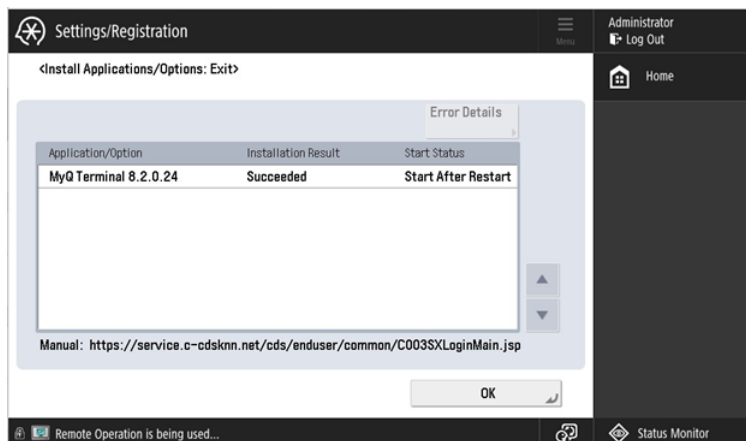 Settings/Registration
Menu
Administrator
Log Out
<Install Applications/Options: Exit>
Home
Error Details
Application/Option Installation Result Start Status
MyQ Terminal 8.2.0.24 Succeeded Start After Restart
Manual: https://service.c-cdsknn.net/cds/enduser/common/C003SXLoginMain.jsp
OK
Remote Operation is being used...
Status Monitor